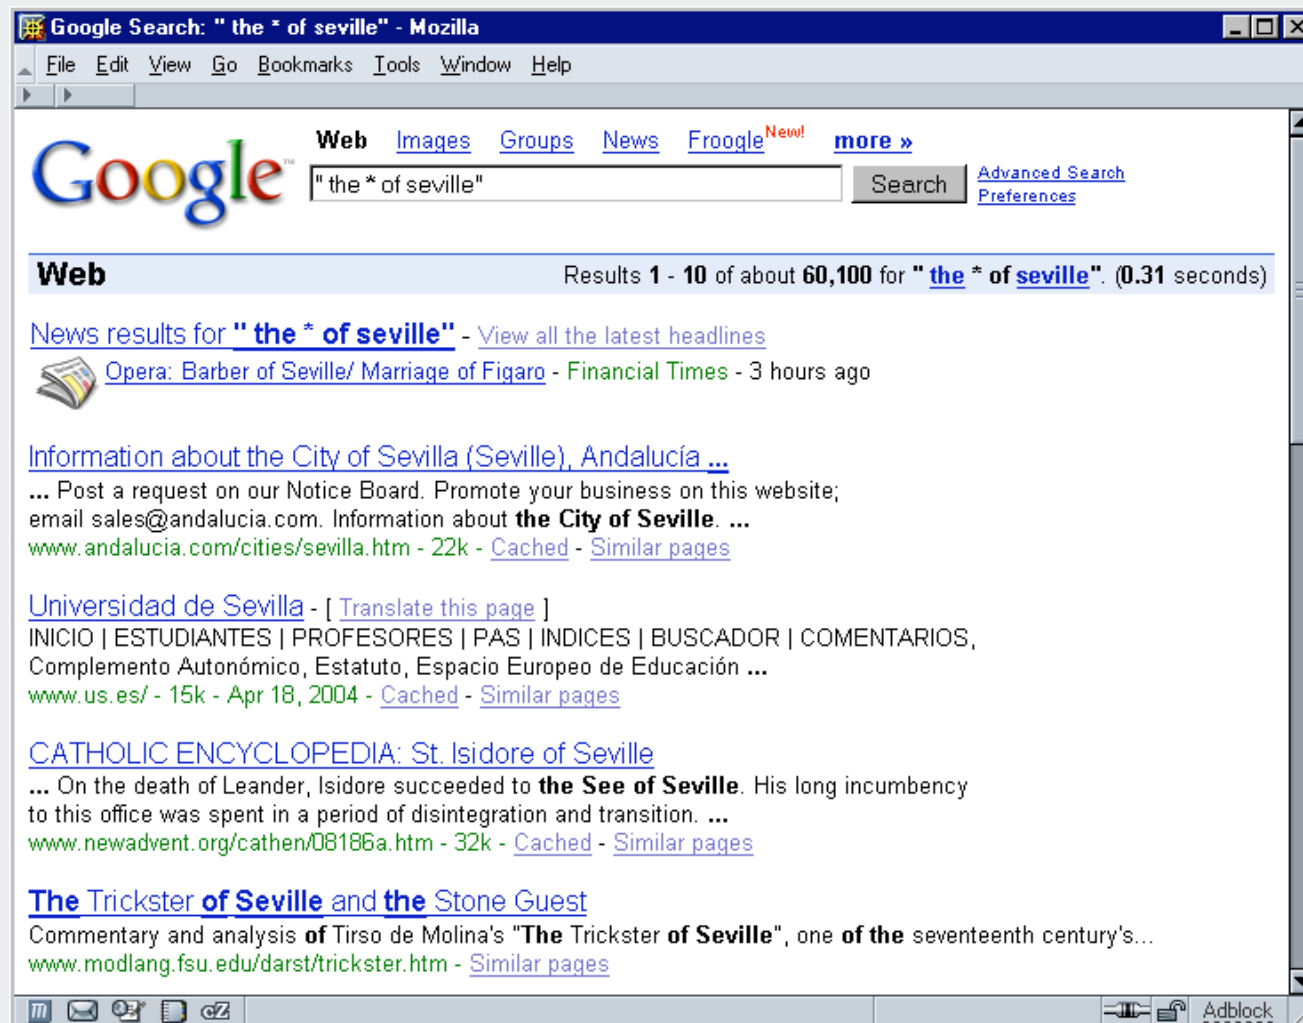 Google Search: " the * of seville" - Mozilla
File Edit View Go Bookmarks Tools Window Help
Google™
Web Images Groups News Froogle New! more »
" the * of seville" Search Advanced Search
Preferences
Web Results 1 - 10 of about 60,100 for " the * of seville". (0.31 seconds)
News results for " the * of seville" - View all the latest headlines
Opera: Barber of Seville/ Marriage of Figaro - Financial Times - 3 hours ago
Information about the City of Sevilla (Seville), Andalucía ...
... Post a request on our Notice Board. Promote your business on this website;
email sales@andalucia.com. Information about the City of Seville. ...
www.andalucia.com/cities/sevilla.htm - 22k - Cached - Similar pages
Universidad de Sevilla - [ Translate this page ]
INICIO | ESTUDIANTES | PROFESORES | PAS | INDICES | BUSCADOR | COMENTARIOS,
Complemento Autonómico, Estatuto, Espacio Europeo de Educación ...
www.us.es/ - 15k - Apr 18, 2004 - Cached - Similar pages
CATHOLIC ENCYCLOPEDIA: St. Isidore of Seville
... On the death of Leander, Isidore succeeded to the See of Seville. His long incumbency
to this office was spent in a period of disintegration and transition. ...
www.newadvent.org/cathen/08186a.htm - 32k - Cached - Similar pages
The Trickster of Seville and the Stone Guest
Commentary and analysis of Tirso de Molina's "The Trickster of Seville", one of the seventeenth century's...
www.modlang.fsu.edu/darst/trickster.htm - Similar pages
m cZ Adblock